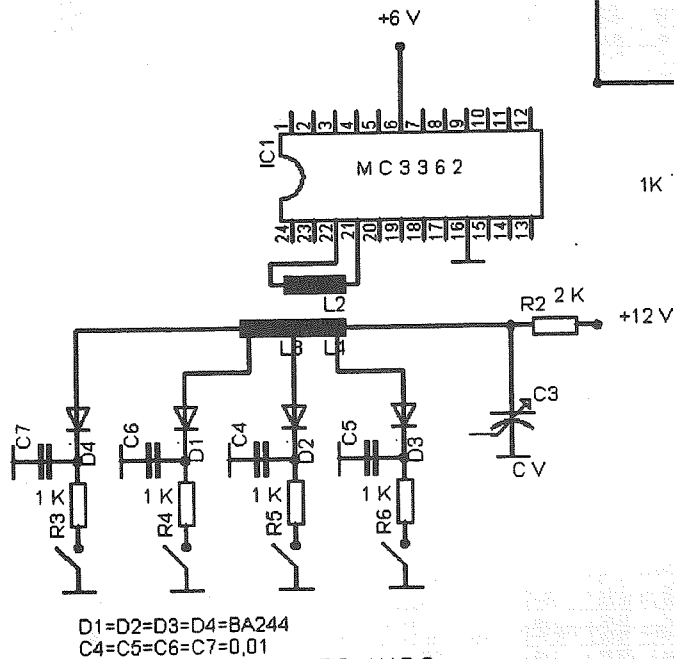 +6 V
1 2 3 4 5 6 7 8 9 10 11 12
IC1
MC3362
1K
24 23 22 21 20 19 18 17 16 15 14 13
L2
R2 2 K
+12 V
L3 L4
C3
C7 C6 C4 C5
D4 D1 D2 D3
C V
1 K 1 K 1 K 1 K
R3 R4 R5 R6
D1=D2=D3=D4=BA244
C4=C5=C6=C7=0,01